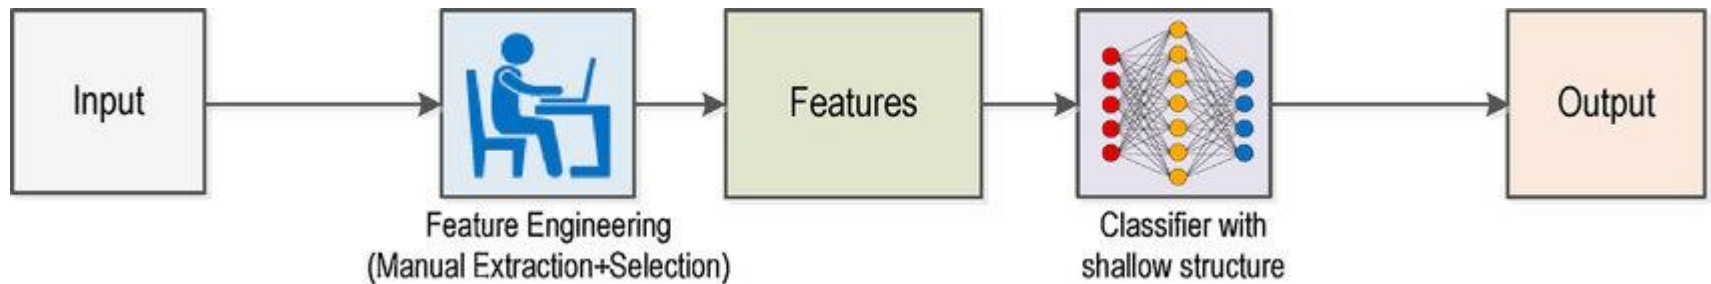 Input
Feature Engineering
(Manual Extraction+Selection)
Features
Classifier with
shallow structure
Output